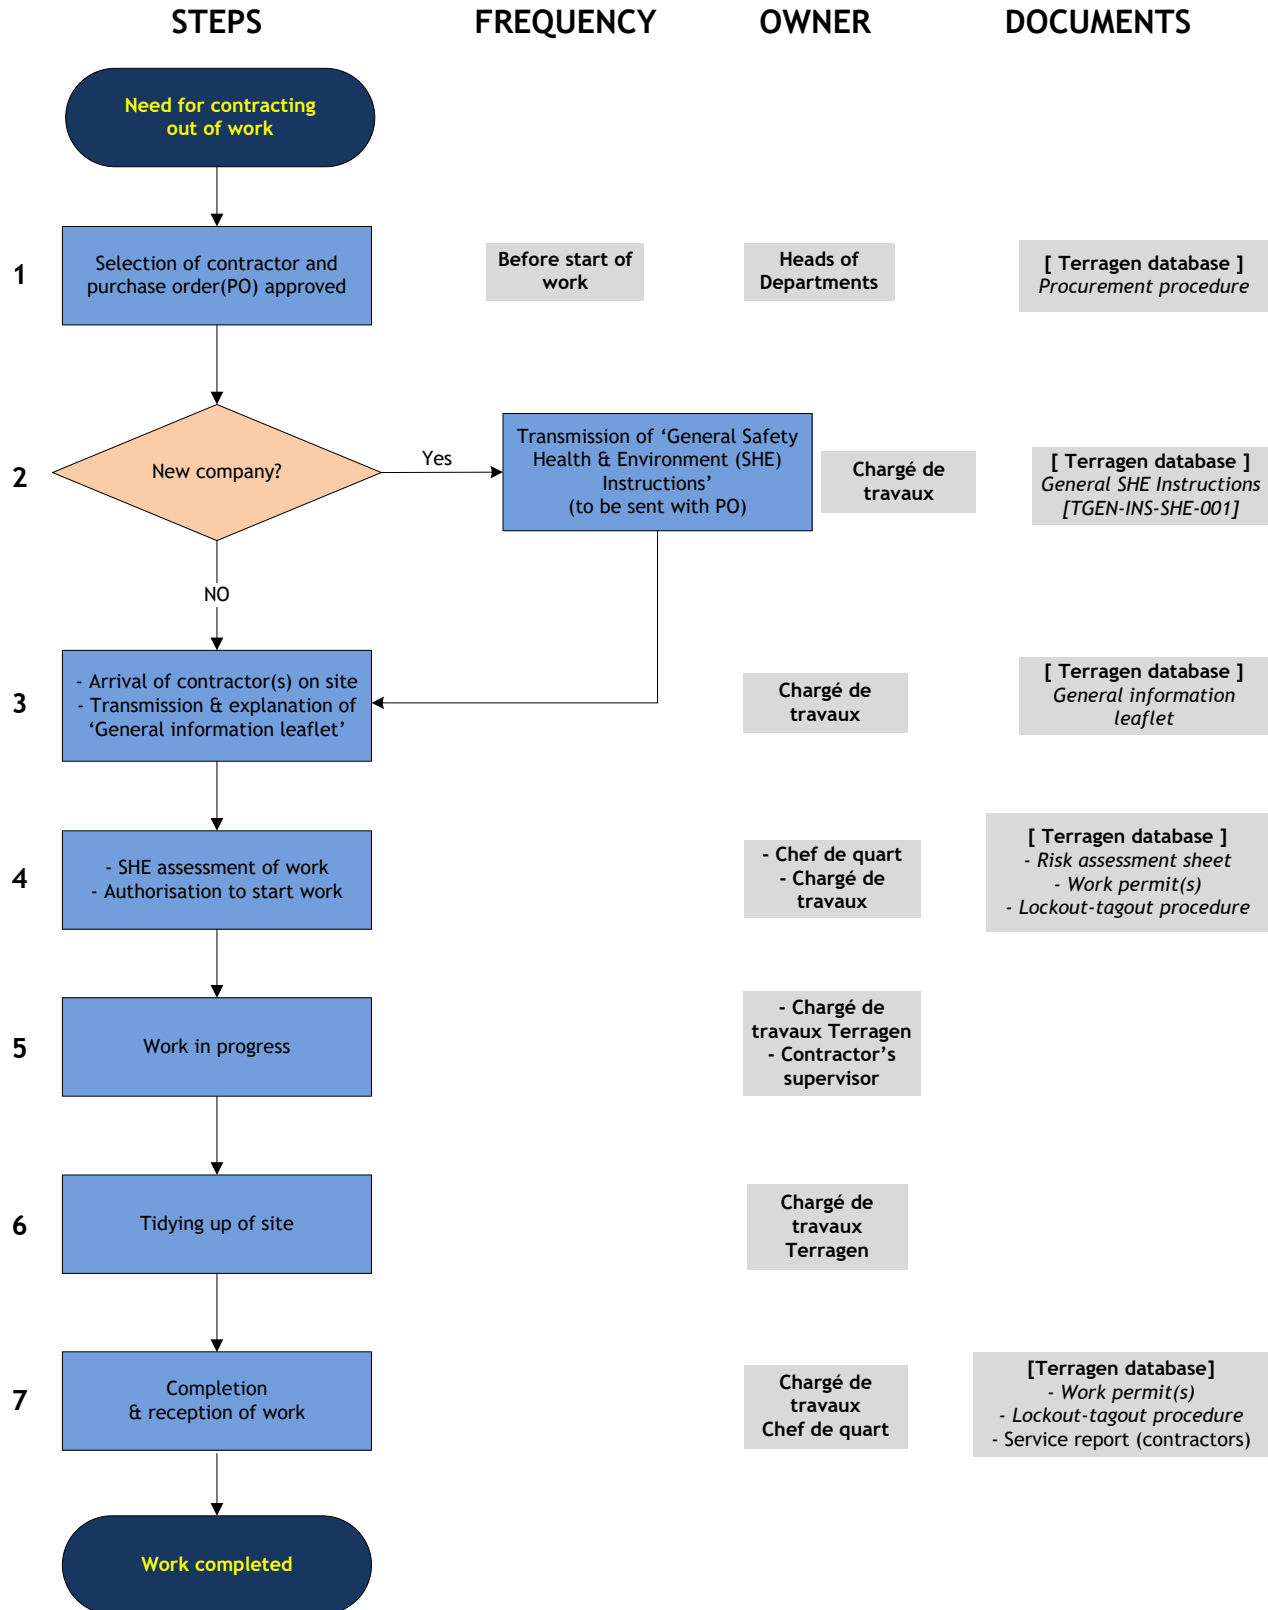 STEPS FREQUENCY OWNER DOCUMENTS
Need for contracting
out of work
1
Selection of contractor and
purchase order(PO) approved
Before start of
work
Heads of
Departments
[ Terragen database ]
Procurement procedure
2
New company?
Yes
Transmission of ‘General Safety
Health & Environment (SHE)
Instructions’
(to be sent with PO)
Chargé de
travaux
[ Terragen database ]
General SHE Instructions
[TGEN-INS-SHE-001]
NO
3
- Arrival of contractor(s) on site
- Transmission & explanation of
‘General information leaflet’
Chargé de
travaux
[ Terragen database ]
General information
leaflet
4
- SHE assessment of work
- Authorisation to start work
- Chef de quart
- Chargé de
travaux
[ Terragen database ]
- Risk assessment sheet
- Work permit(s)
- Lockout-tagout procedure
5
Work in progress
- Chargé de
travaux Terragen
- Contractor’s
supervisor
6
Tidying up of site
Chargé de
travaux
Terragen
7
Completion
& reception of work
Chargé de
travaux
Chef de quart
[Terragen database]
- Work permit(s)
- Lockout-tagout procedure
- Service report (contractors)
Work completed